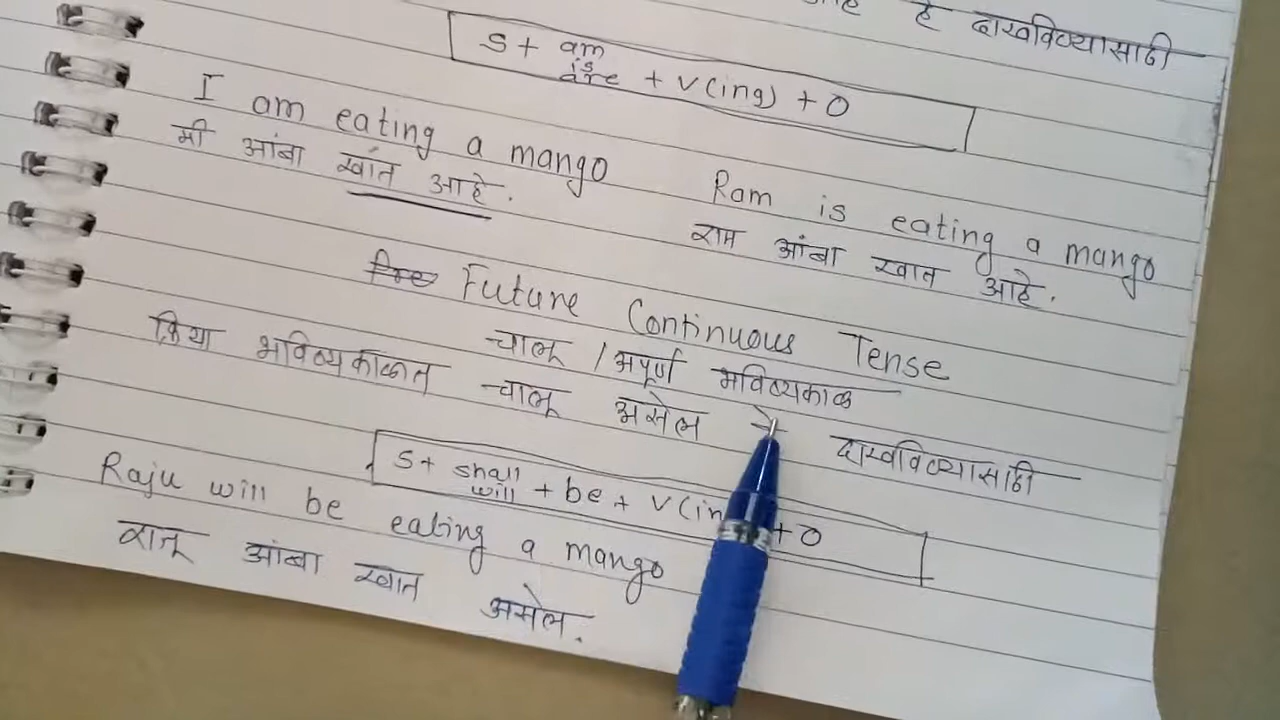 हे दाखविण्यासाठी
S + am is are + V(ing) + O
I am eating a mango
मी आंबा खात आहे.
Ram is eating a mango
राम आंबा खात आहे.
Future Continuous Tense
चालू / अपूर्ण भविष्यकाळ
क्रिया भविष्यकाळात चालू असेल दाखविण्यासाठी
S + shall will + be + V(in + O
Raju will be eating a mango
राजू आंबा खात असेल.